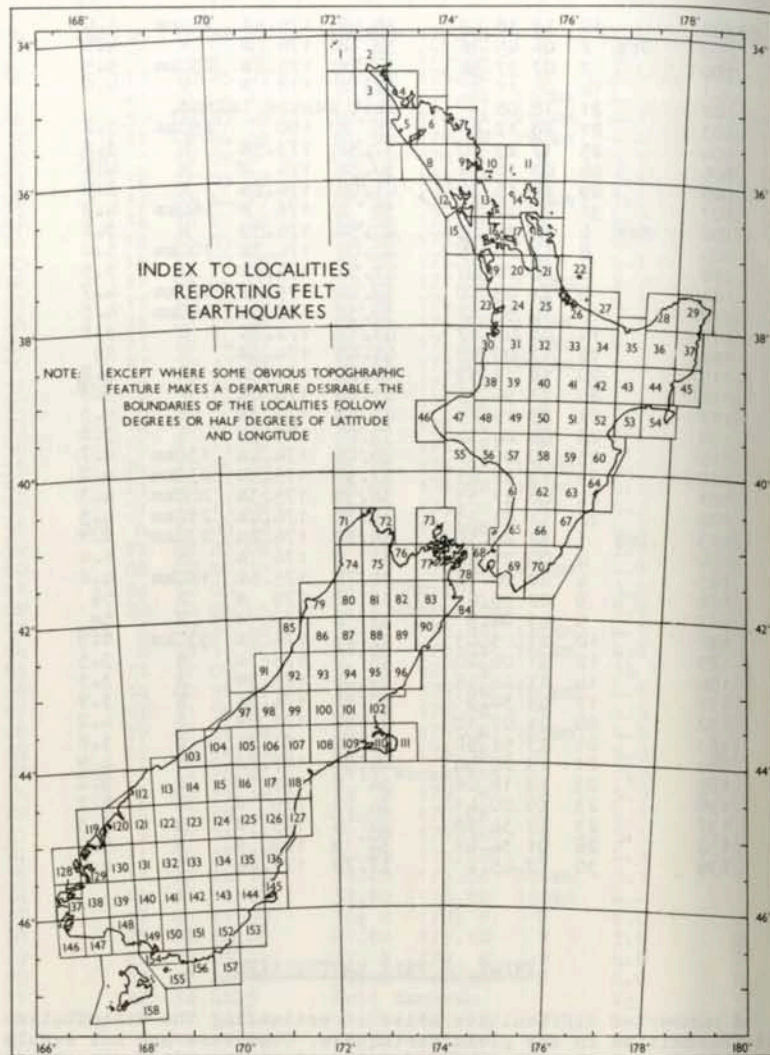 168° 170° 172° 174° 176° 178°
34° 34°
2
3 4
5 6 7
8 9 10 11
36° 36°
12 13 14
15 16 17 18
INDEX TO LOCALITIES
REPORTING FELT
EARTHQUAKES
19 20 21 22
23 24 25 26 27 28 29
38° 38°
30 31 32 33 34 35 36 37
NOTE: EXCEPT WHERE SOME OBVIOUS TOPOGHRAPHIC
FEATURE MAKES A DEPARTURE DESIRABLE, THE
BOUNDARIES OF THE LOCALITIES FOLLOW
DEGREES OR HALF DEGREES OF LATITUDE
AND LONGITUDE
38 39 40 41 42 43 44 45
46 47 48 49 50 51 52 53 54
55 56 57 58 59 60
40° 40°
61 62 63 64
71 72 73 65 66 67
74 75 76 77 68 69 70
78
79 80 81 82 83 84
42° 42°
85 86 87 88 89 90
91 92 93 94 95 96
97 98 99 100 101 102
103 104 105 106 107 108 109 110 111
44° 44°
112 113 114 115 116 117 118
119 120 121 122 123 124 125 126 127
128 129 130 131 132 133 134 135 136
137 138 139 140 141 142 143 144 145
46° 46°
146 147 148 149 150 151 152 153
154 155 156 157
158
166° 168° 170° 172° 174° 176° 178° 180°